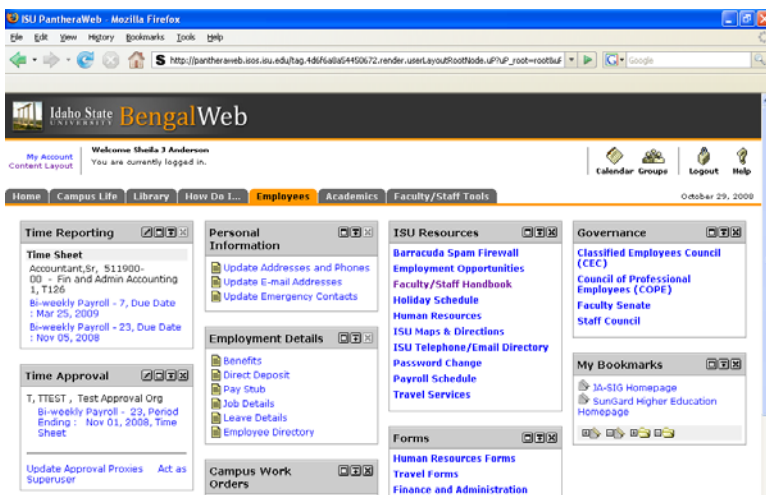 ISU PantheraWeb - Mozilla Firefox
File Edit View History Bookmarks Tools Help
http://pantheraweb.isos.isu.edu/tag.4d6f6a8a54450672.render.userLayoutRootNode.uP?uP_root=root&uF
Google
Idaho State UNIVERSITY BengalWeb
My Account
Content Layout
Welcome Sheila 3 Anderson
You are currently logged in.
Calendar Groups Logout Help
Home Campus Life Library How Do I... Employees Academics Faculty/Staff Tools
October 29, 2008
Time Reporting
Time Sheet
Accountant,Sr, 511900-
00 - Fin and Admin Accounting
1, T126
Bi-weekly Payroll - 7, Due Date
: Mar 25, 2009
Bi-weekly Payroll - 23, Due Date
: Nov 05, 2008
Time Approval
T, TTEST , Test Approval Org
Bi-weekly Payroll - 23, Period
Ending : Nov 01, 2008, Time
Sheet
Update Approval Proxies Act as
Superuser
Personal
Information
Update Addresses and Phones
Update E-mail Addresses
Update Emergency Contacts
Employment Details
Benefits
Direct Deposit
Pay Stub
Job Details
Leave Details
Employee Directory
Campus Work
Orders
ISU Resources
Barracuda Spam Firewall
Employment Opportunities
Faculty/Staff Handbook
Holiday Schedule
Human Resources
ISU Maps & Directions
ISU Telephone/Email Directory
Password Change
Payroll Schedule
Travel Services
Forms
Human Resources Forms
Travel Forms
Finance and Administration
Governance
Classified Employees Council
(CEC)
Council of Professional
Employees (COPE)
Faculty Senate
Staff Council
My Bookmarks
JA-SIG Homepage
SunGard Higher Education
Homepage